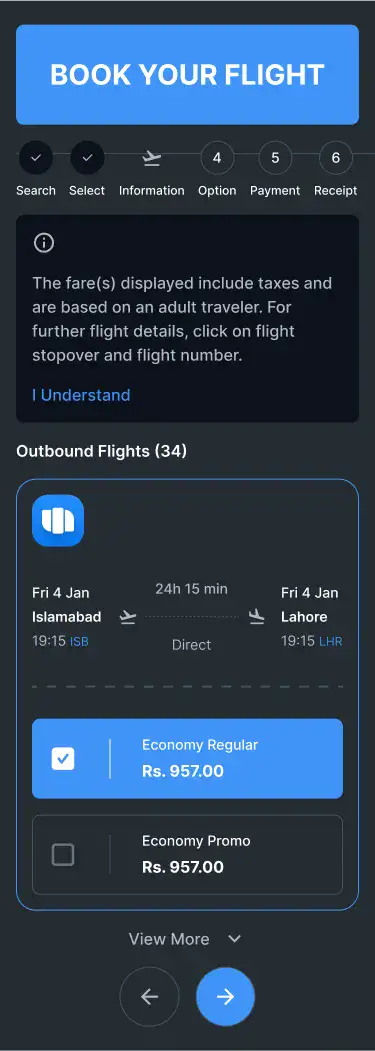 BOOK YOUR FLIGHT
4 5 6
Search Select Information Option Payment Receipt
The fare(s) displayed include taxes and
are based on an adult traveler. For
further flight details, click on flight
stopover and flight number.
I Understand
Outbound Flights (34)
Fri 4 Jan 24h 15 min Fri 4 Jan
Islamabad Lahore
19:15 ISB Direct 19:15 LHR
Economy Regular
Rs. 957.00
Economy Promo
Rs. 957.00
View More